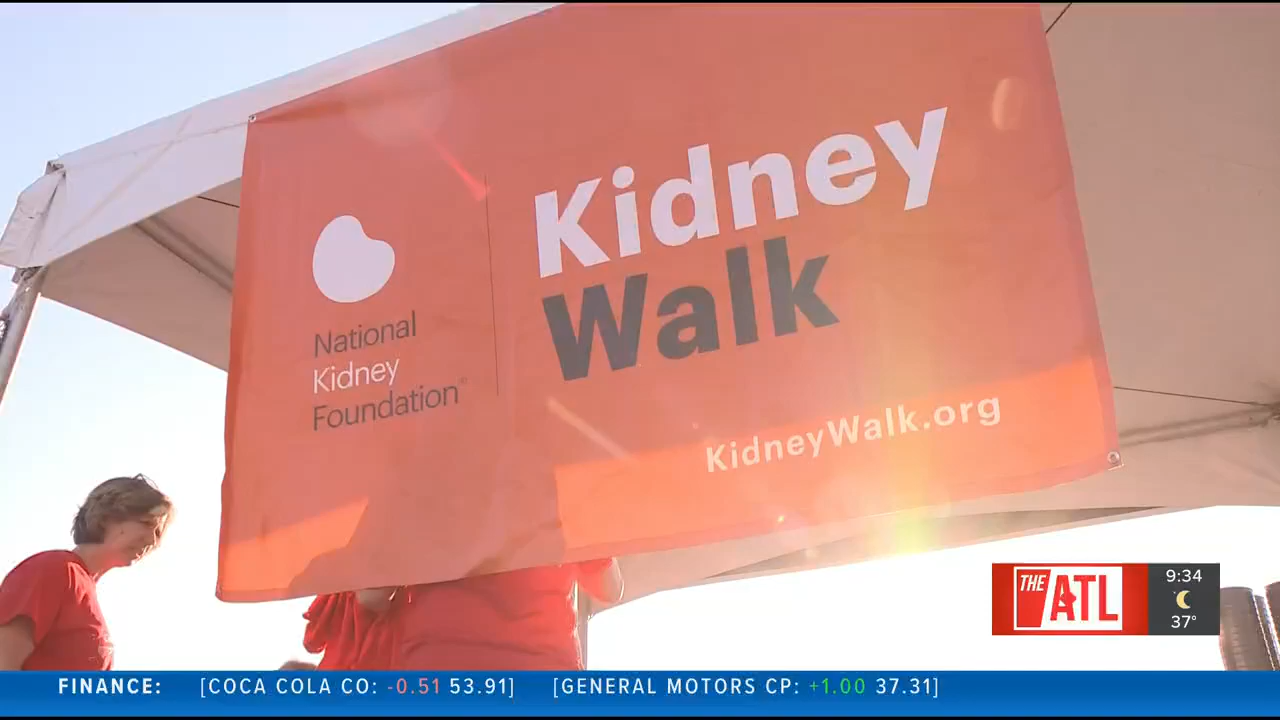 Kidney
Walk
National
Kidney
Foundation
KidneyWalk.org
THE ATL
9:34
37°
FINANCE: [COCA COLA CO: -0.51 53.91] [GENERAL MOTORS CP: +1.00 37.31]